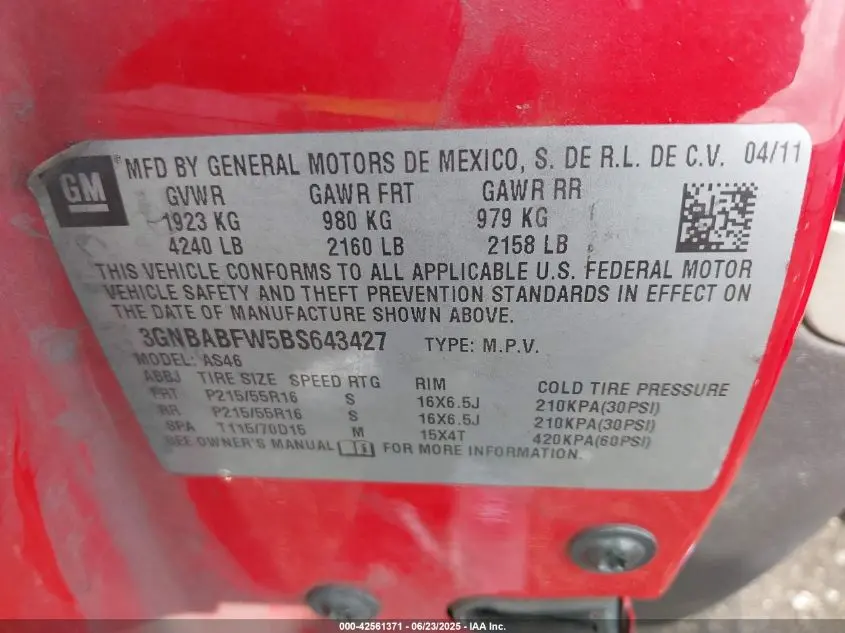 GM
® MFD BY GENERAL MOTORS DE MEXICO, S. DE R.L. DE C.V. 04/11
GVWR GAWR FRT GAWR RR
1923 KG 980 KG 979 KG
4240 LB 2160 LB 2158 LB
THIS VEHICLE CONFORMS TO ALL APPLICABLE U.S. FEDERAL MOTOR
VEHICLE SAFETY AND THEFT PREVENTION STANDARDS IN EFFECT ON
THE DATE OF MANUFACTURE SHOWN ABOVE.
3GNBABFW5BS643427 TYPE: M.P.V.
MODEL: AS46
ABBJ TIRE SIZE SPEED RTG RIM COLD TIRE PRESSURE
FRT P215/55R16 S 16X6.5J 210KPA(30PSI)
RR P215/55R16 S 16X6.5J 210KPA(30PSI)
SPA T115/70D15 M 15X4T 420KPA(60PSI)
SEE OWNER'S MANUAL FOR MORE INFORMATION.
000-42561371 - 06/23/2025 - IAA Inc.